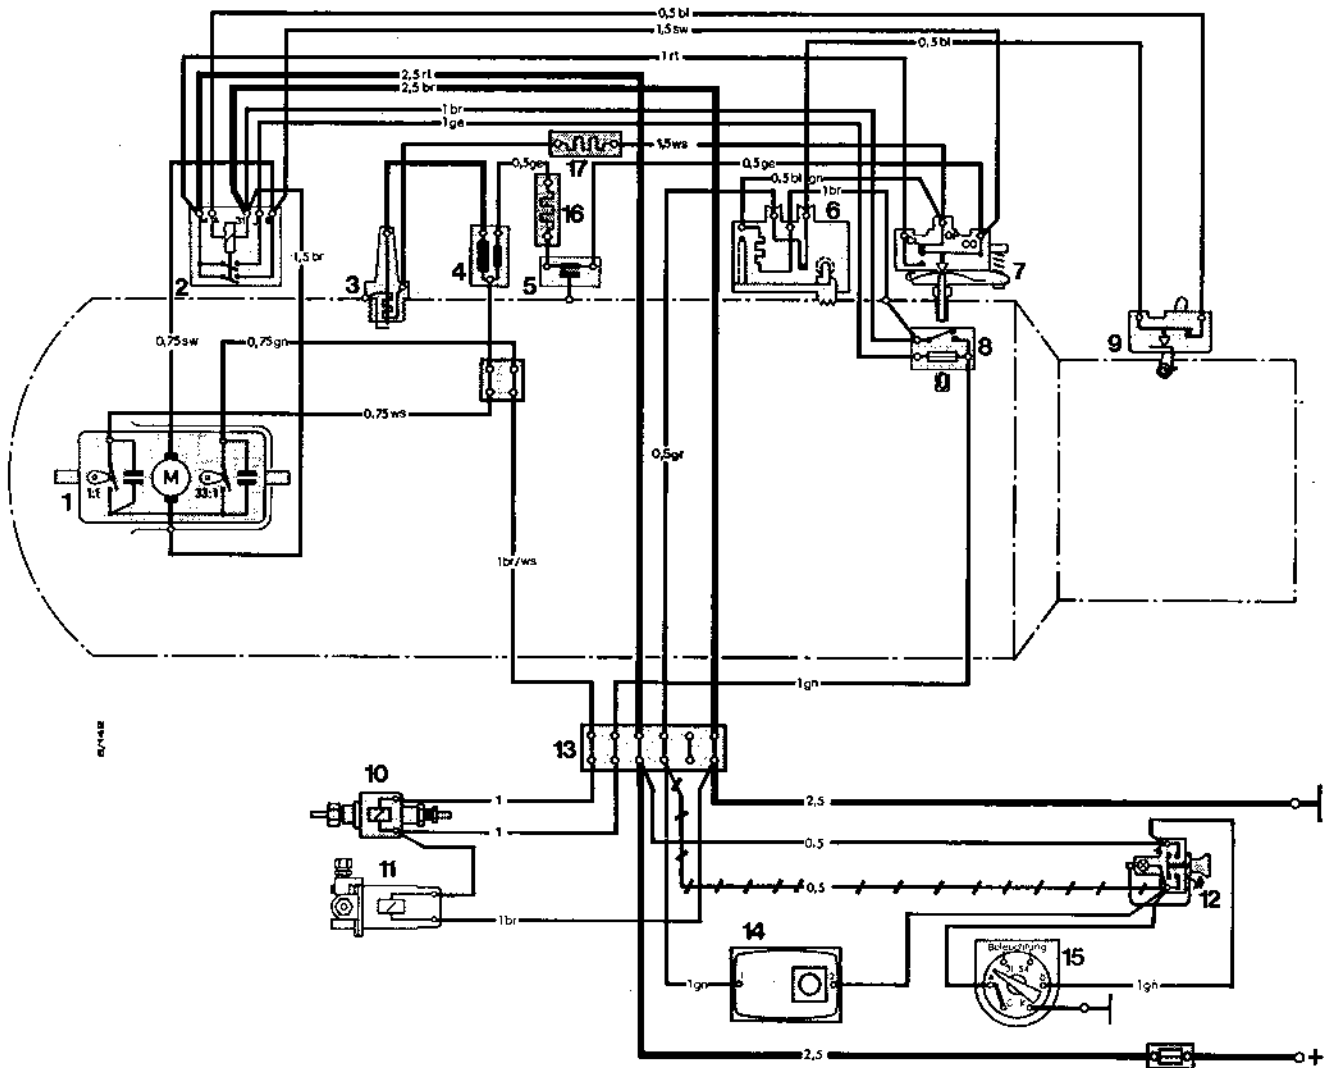 0,5 bl
1,5 sw
0,5 bl
1 rt
2,5 rt
2,5 br
1 br
1 ge
17
1,5 ws
0,5 ge
0,5 ge
0,5 bl
gn
1 br
6
16
31
1,5 br
2
3
4
5
7
0,75 sw
0,75 gn
8
9
0,75 ws
0,5 gr
1
1:1
M
33:1
1 br/ws
1 gn
13
10
1
2,5
1
0,5
11
0,5
12
1 br
14
Beleuchtung
15
31
54
1 gn
1
2
1 gn
2,5
+